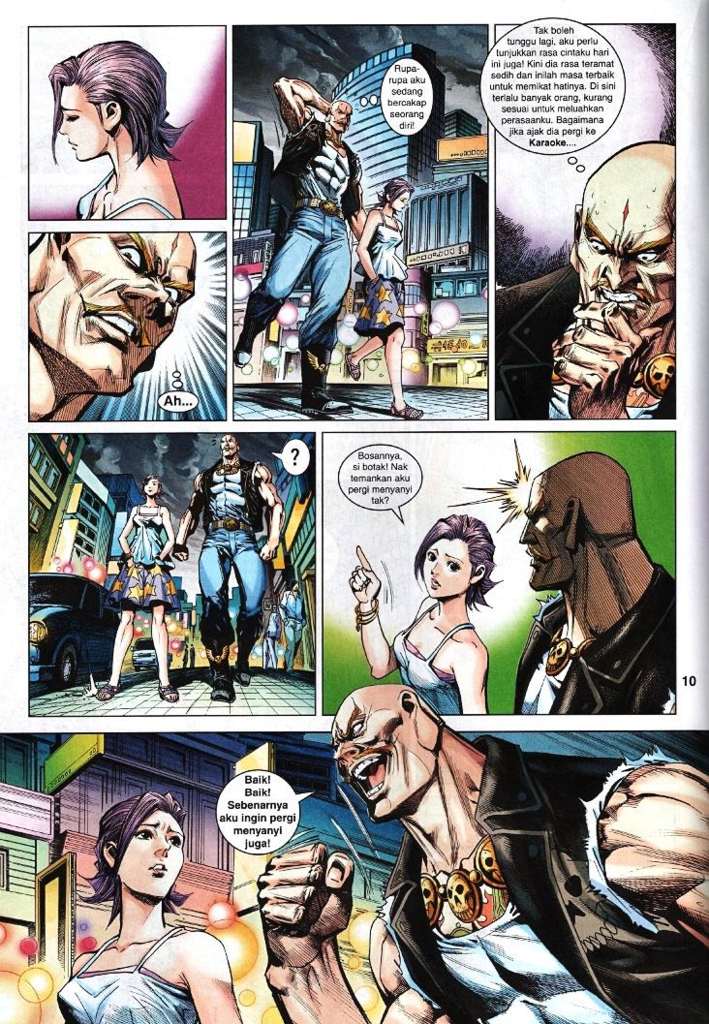 Rupa-
rupa aku
sedang
bercakap
seorang
diri!
Tak boleh
tunggu lagi, aku perlu
tunjukkan rasa cintaku hari
ini juga! Kini dia rasa teramat
sedih dan inilah masa terbaik
untuk memikat hatinya. Di sini
terlalu banyak orang, kurang
sesuai untuk meluahkan
perasaanku. Bagaimana
jika ajak dia pergi ke
Karaoke....
Ah...
?
Bosannya,
si botak! Nak
temankan aku
pergi menyanyi
tak?
10
Baik!
Baik!
Sebenarnya
aku ingin pergi
menyanyi
juga!